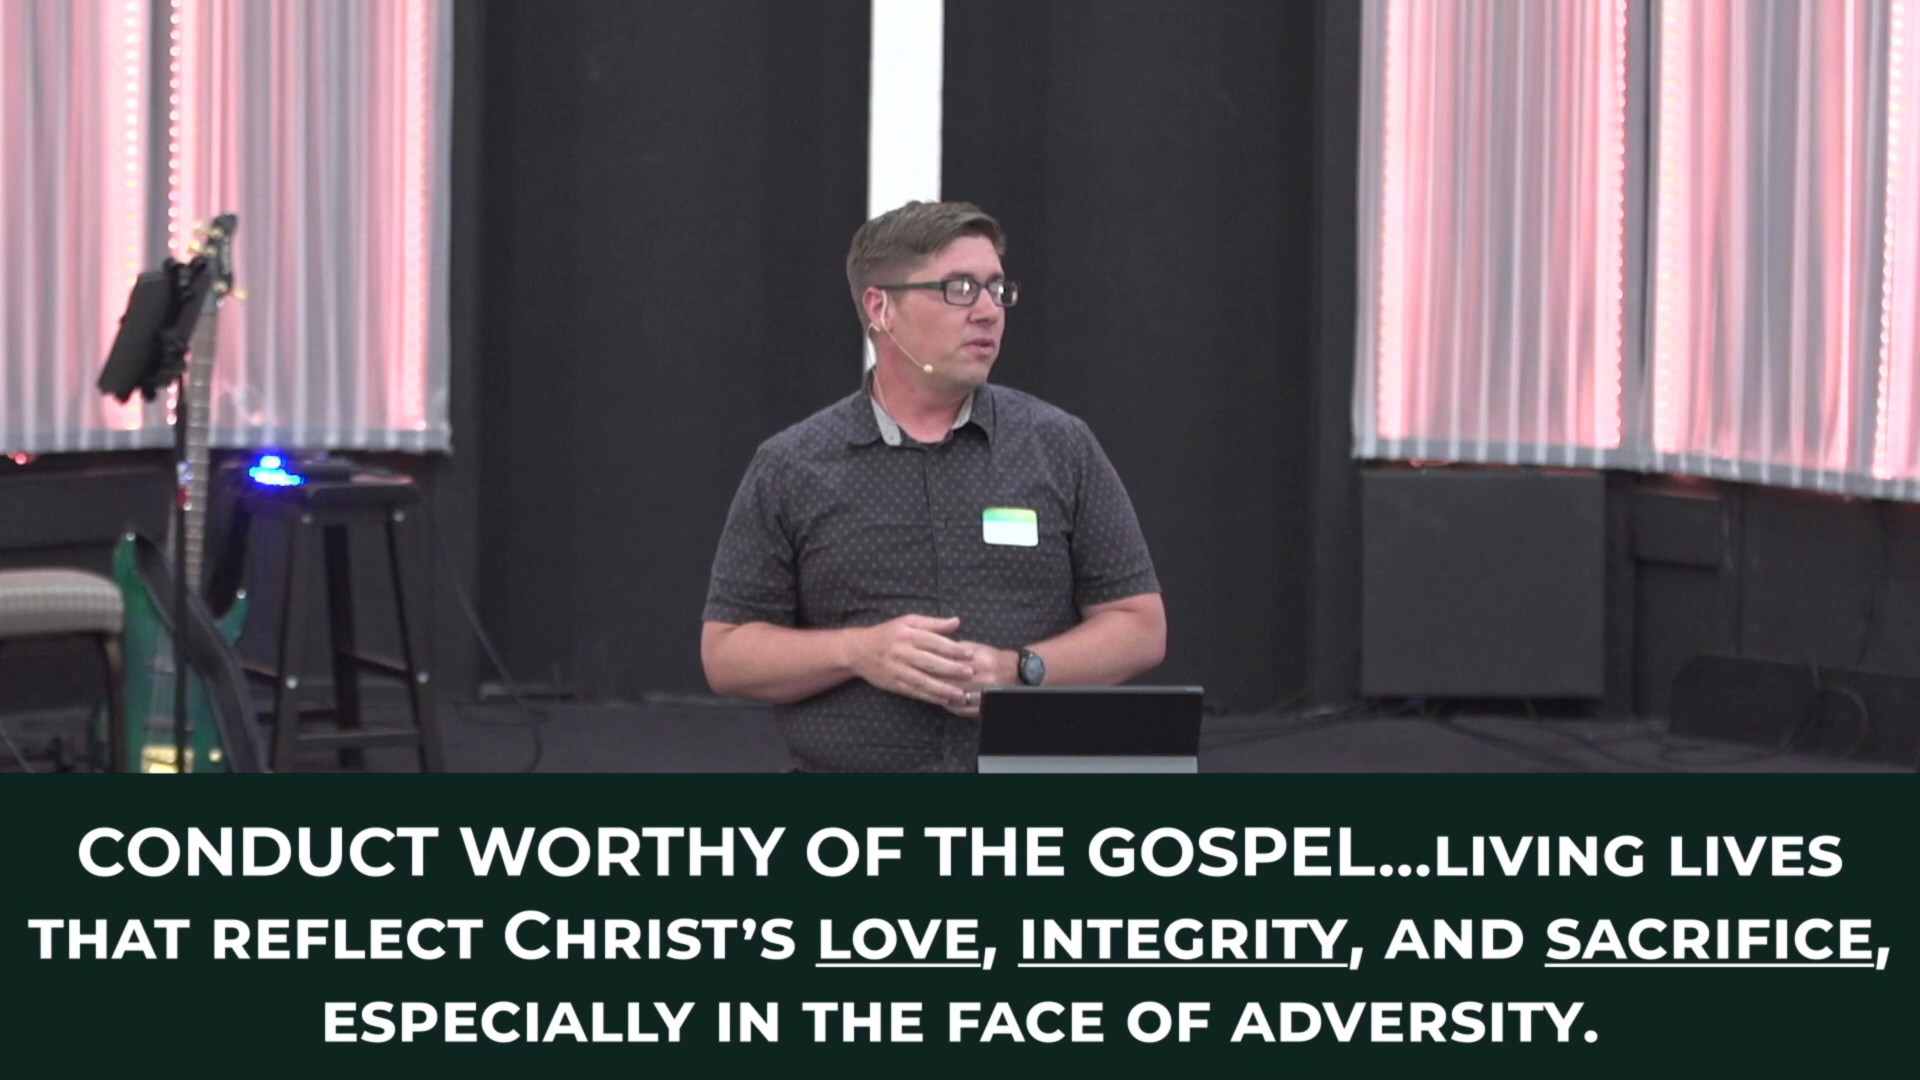 CONDUCT WORTHY OF THE GOSPEL...LIVING LIVES
THAT REFLECT CHRIST'S LOVE, INTEGRITY, AND SACRIFICE,
ESPECIALLY IN THE FACE OF ADVERSITY.